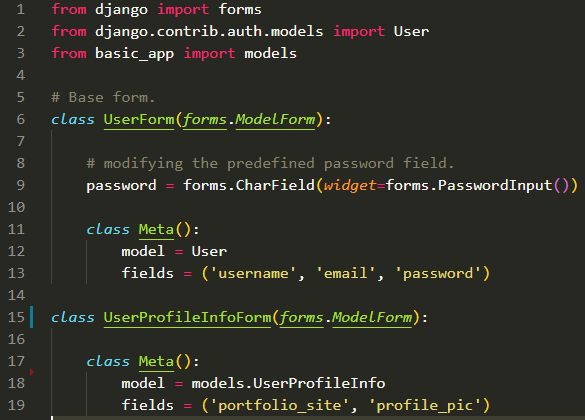 1 from django import forms
2 from django.contrib.auth.models import User
3 from basic_app import models
4
5 # Base form.
6 class UserForm(forms.ModelForm):
7
8     # modifying the predefined password field.
9     password = forms.CharField(widget=forms.PasswordInput())
10
11     class Meta():
12         model = User
13         fields = ('username', 'email', 'password')
14
15 class UserProfileInfoForm(forms.ModelForm):
16
17     class Meta():
18         model = models.UserProfileInfo
19         fields = ('portfolio_site', 'profile_pic')